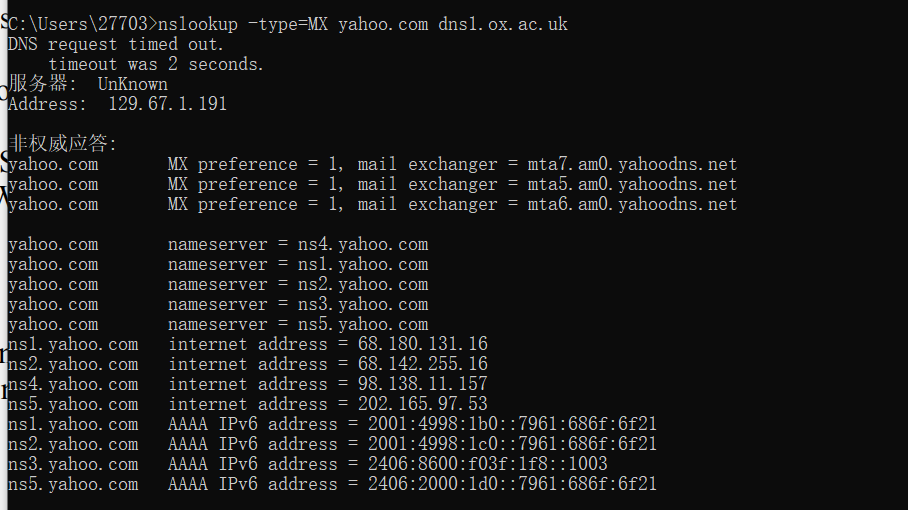 C:\Users\27703>nslookup -type=MX yahoo.com dns1.ox.ac.uk
DNS request timed out.
    timeout was 2 seconds.
服务器:  UnKnown
Address:  129.67.1.191

非权威应答:
yahoo.com       MX preference = 1, mail exchanger = mta7.am0.yahoodns.net
yahoo.com       MX preference = 1, mail exchanger = mta5.am0.yahoodns.net
yahoo.com       MX preference = 1, mail exchanger = mta6.am0.yahoodns.net

yahoo.com       nameserver = ns4.yahoo.com
yahoo.com       nameserver = ns1.yahoo.com
yahoo.com       nameserver = ns2.yahoo.com
yahoo.com       nameserver = ns3.yahoo.com
yahoo.com       nameserver = ns5.yahoo.com
ns1.yahoo.com   internet address = 68.180.131.16
ns2.yahoo.com   internet address = 68.142.255.16
ns4.yahoo.com   internet address = 98.138.11.157
ns5.yahoo.com   internet address = 202.165.97.53
ns1.yahoo.com   AAAA IPv6 address = 2001:4998:1b0::7961:686f:6f21
ns2.yahoo.com   AAAA IPv6 address = 2001:4998:1c0::7961:686f:6f21
ns3.yahoo.com   AAAA IPv6 address = 2406:8600:f03f:1f8::1003
ns5.yahoo.com   AAAA IPv6 address = 2406:2000:1d0::7961:686f:6f21